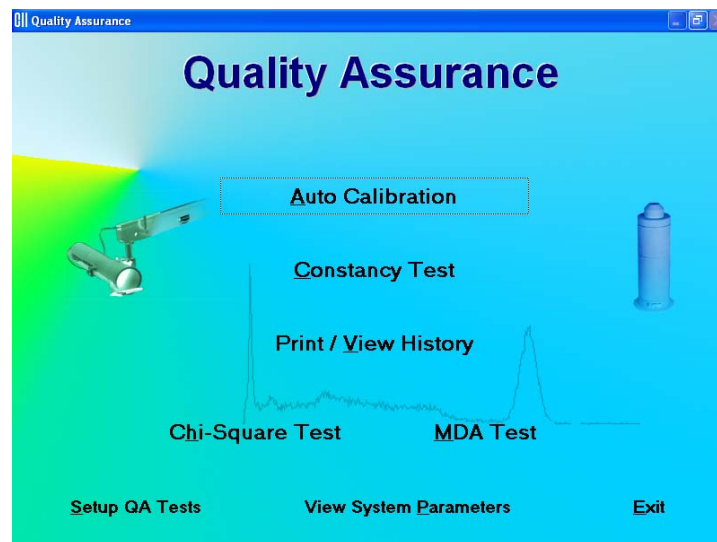 Quality Assurance
Quality Assurance
Auto Calibration
Constancy Test
Print / View History
Chi-Square Test MDA Test
Setup QA Tests View System Parameters Exit